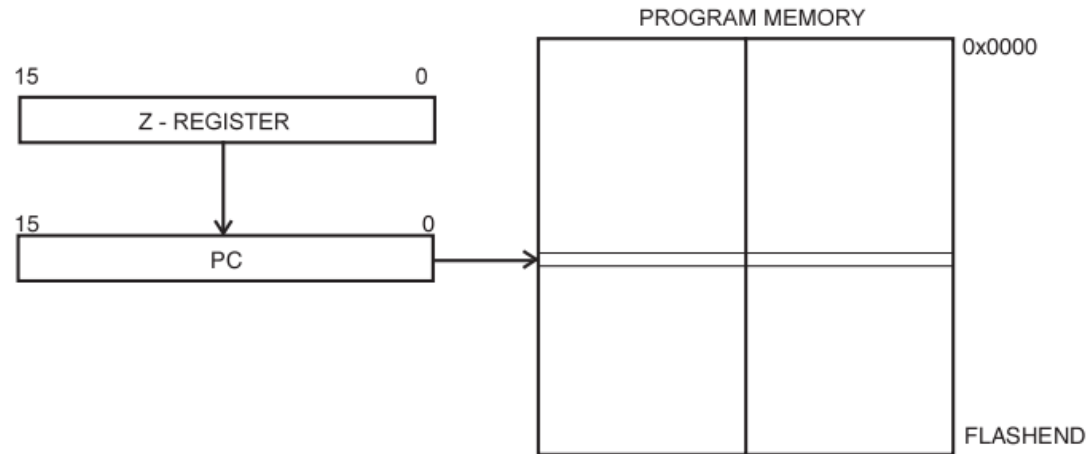 PROGRAM MEMORY
0x0000
15 0
Z - REGISTER
15 0
PC
FLASHEND